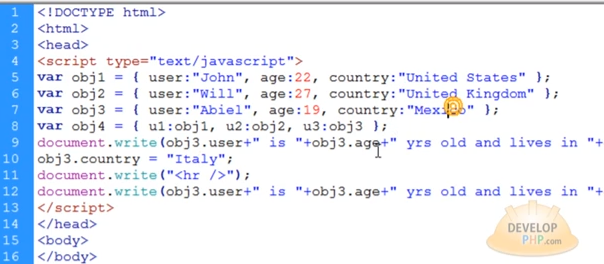 1 <!DOCTYPE html>
2 <html>
3 <head>
4 <script type="text/javascript">
5 var obj1 = { user:"John", age:22, country:"United States" };
6 var obj2 = { user:"Will", age:27, country:"United Kingdom" };
7 var obj3 = { user:"Abiel", age:19, country:"Mexico" };
8 var obj4 = { u1:obj1, u2:obj2, u3:obj3 };
9 document.write(obj3.user+" is "+obj3.age+" yrs old and lives in "+
10 obj3.country = "Italy";
11 document.write("<hr />");
12 document.write(obj3.user+" is "+obj3.age+" yrs old and lives in "+
13 </script>
14 </head>
15 <body>
16 </body>
DEVELOP
PHP.com